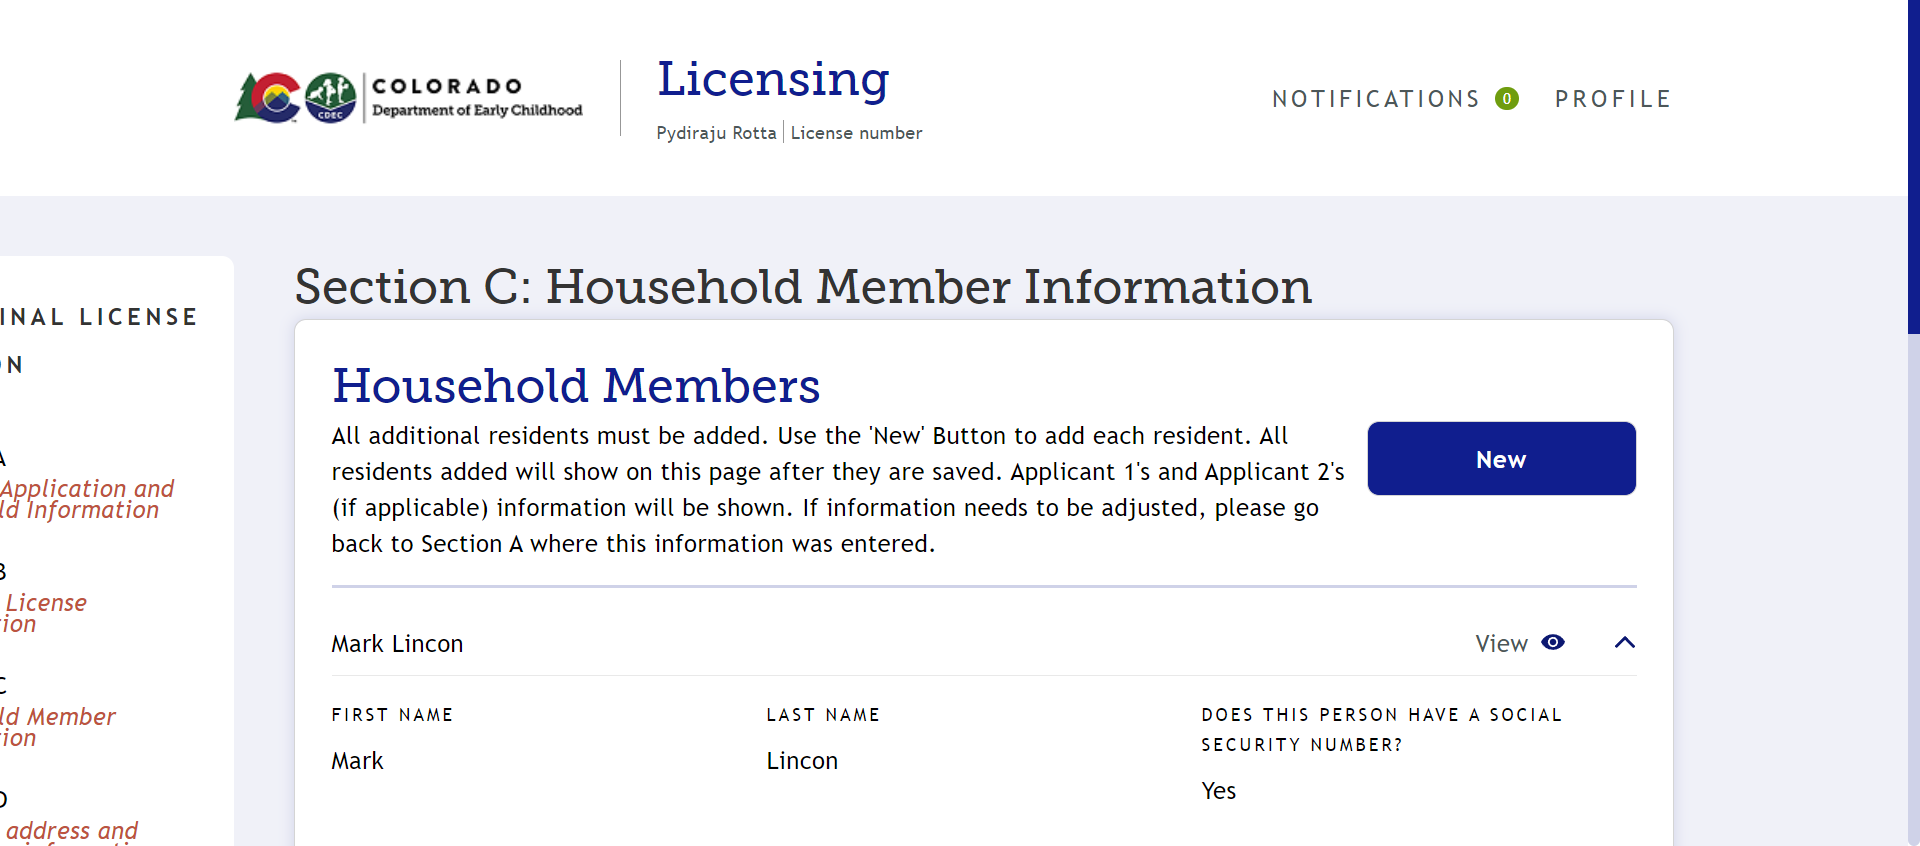 COLORADO
Department of Early Childhood
CDEC
Licensing
Pydiraju Rotta
License number
NOTIFICATIONS 0
PROFILE
INAL LICENSE
ON
A
Application and
ld Information
B
License
tion
C
ld Member
tion
D
address and
Section C: Household Member Information
Household Members
All additional residents must be added. Use the 'New' Button to add each resident. All
residents added will show on this page after they are saved. Applicant 1's and Applicant 2's
(if applicable) information will be shown. If information needs to be adjusted, please go
back to Section A where this information was entered.
New
Mark Lincon
View
FIRST NAME
Mark
LAST NAME
Lincon
DOES THIS PERSON HAVE A SOCIAL
SECURITY NUMBER?
Yes